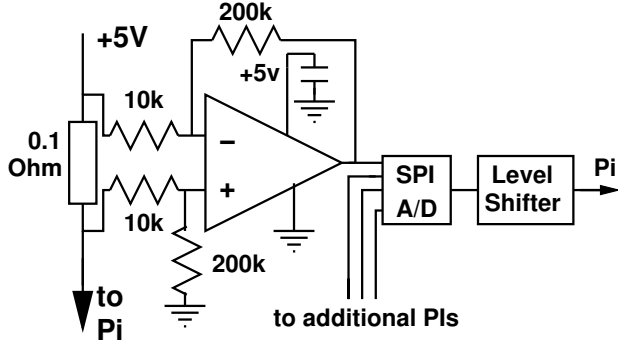 200k
+5V
+5v
10k
0.1
Ohm
−
+
SPI
A/D
Level
Shifter
Pi
10k
200k
to
Pi
to additional PIs